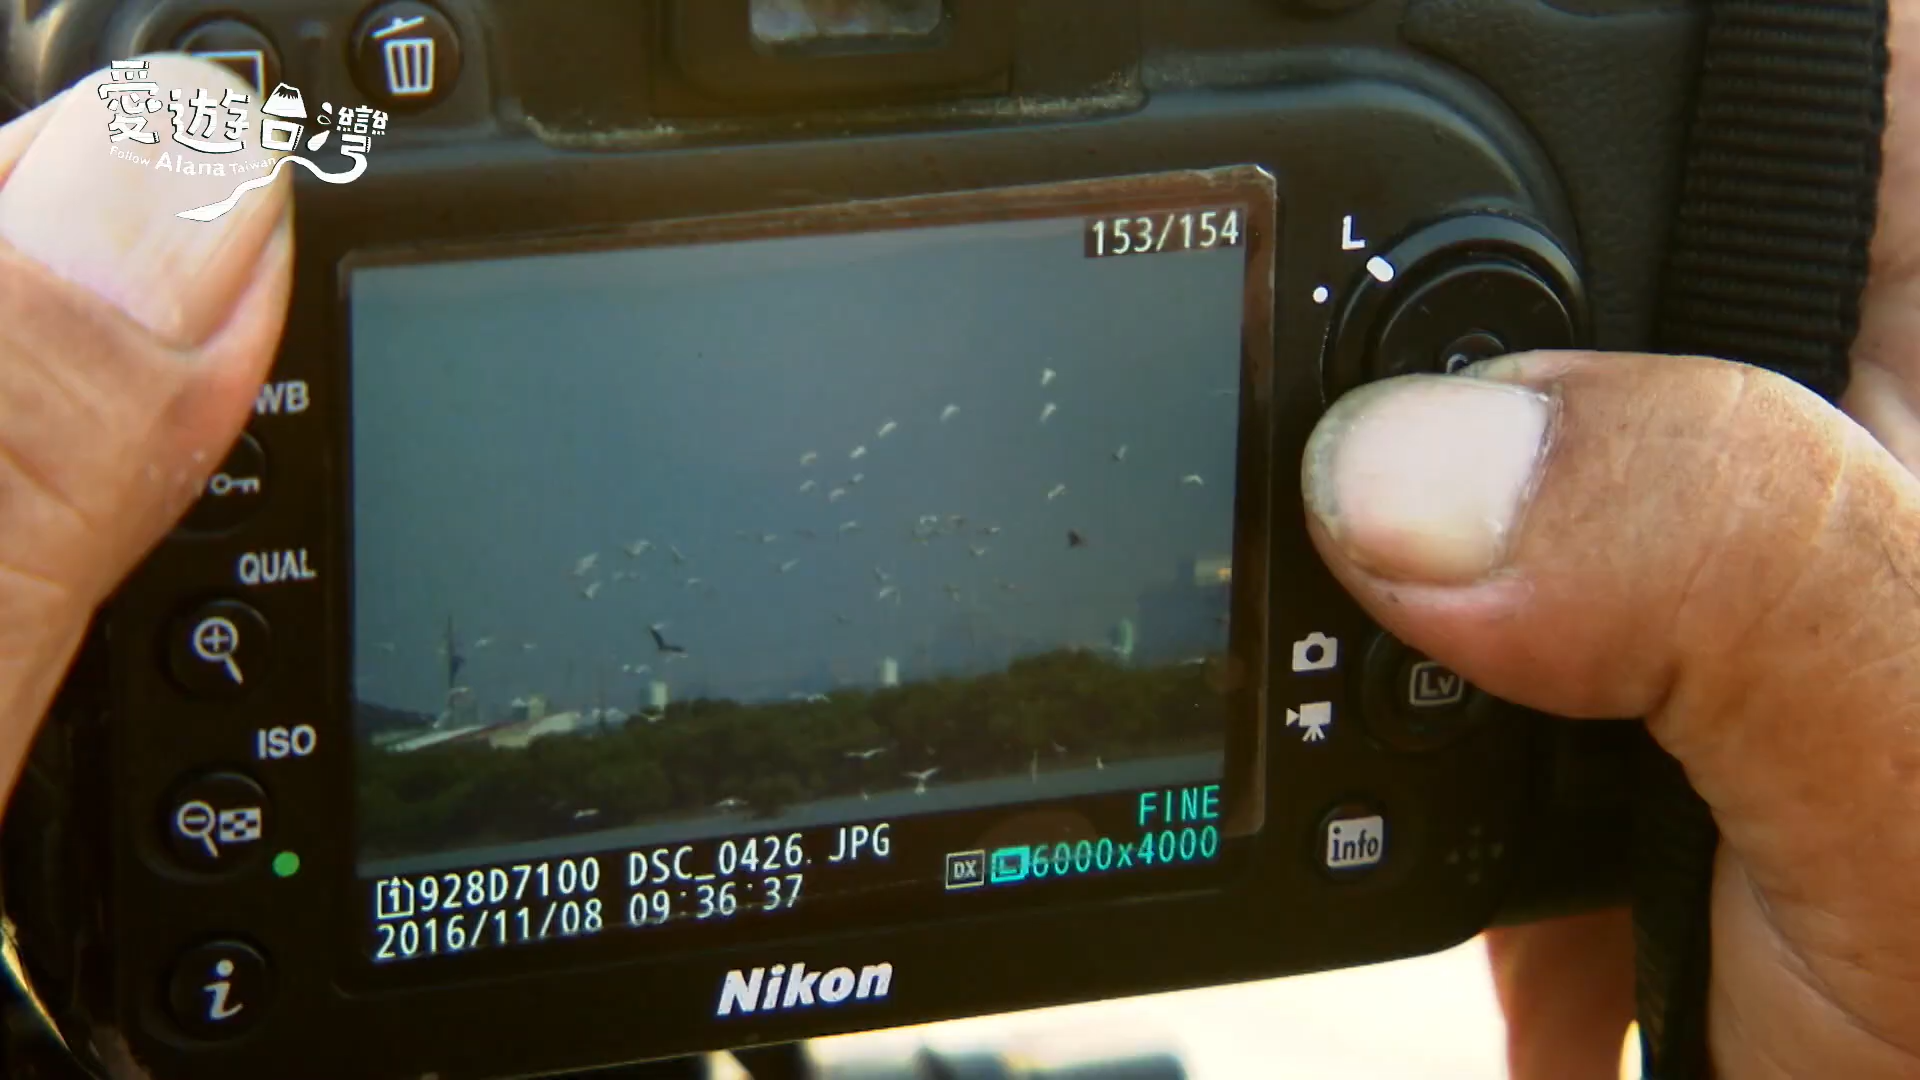 愛遊台灣
Follow Alana Taiwan
153/154
L
WB
QUAL
ISO
Lv
info
i
FINE
DX L 6000x4000
1 928D7100 DSC_0426. JPG
2016/11/08 09:36:37
Nikon